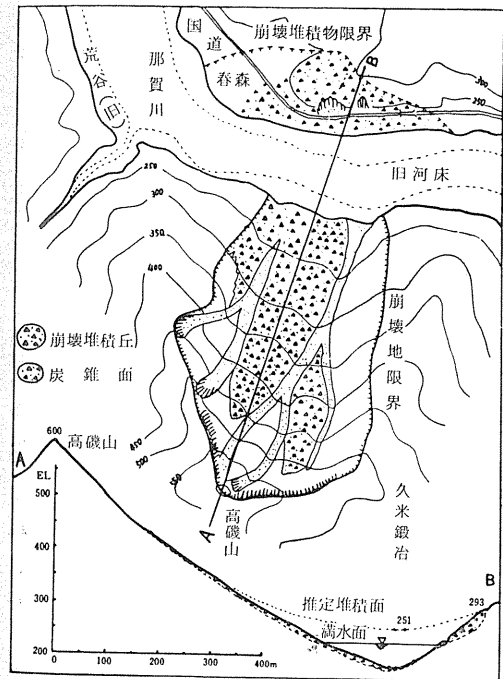 国道
崩壊堆積物限界
B
春森
那賀川
荒谷(旧)
300
250
旧河床
250
300
350
400
崩壊地限界
崩壊堆積丘
炭錐面
450
500
550
久米鍛冶
高磯山
A
600
高磯山
A
EL
500
400
300
200
0
100
200
300
400m
推定堆積面
251
満水面
293
B